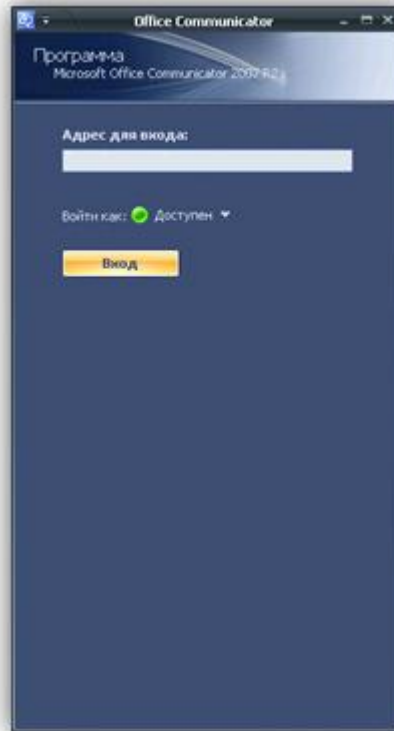 Office Communicator
Программа
Microsoft Office Communicator 2007 R2
Адрес для входа:
Войти как: Доступен
Вход